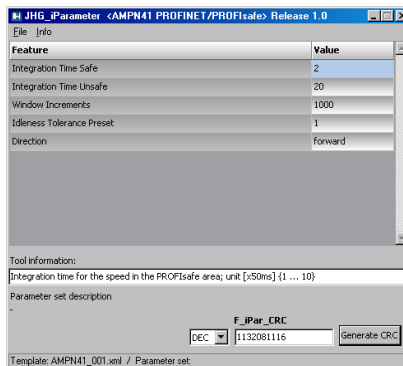 JHG_iParameter <AMPN41 PROFINET/PROFIsafe> Release 1.0
File Info
Feature Value
Integration Time Safe 2
Integration Time Unsafe 20
Window Increments 1000
Idleness Tolerance Preset 1
Direction forward
Tool information:
Integration time for the speed in the PROFIsafe area; unit [x50ms] {1 ... 10}
Parameter set description
-
F_iPar_CRC
DEC 1132081116 Generate CRC
Template: AMPN41_001.xml / Parameter set: